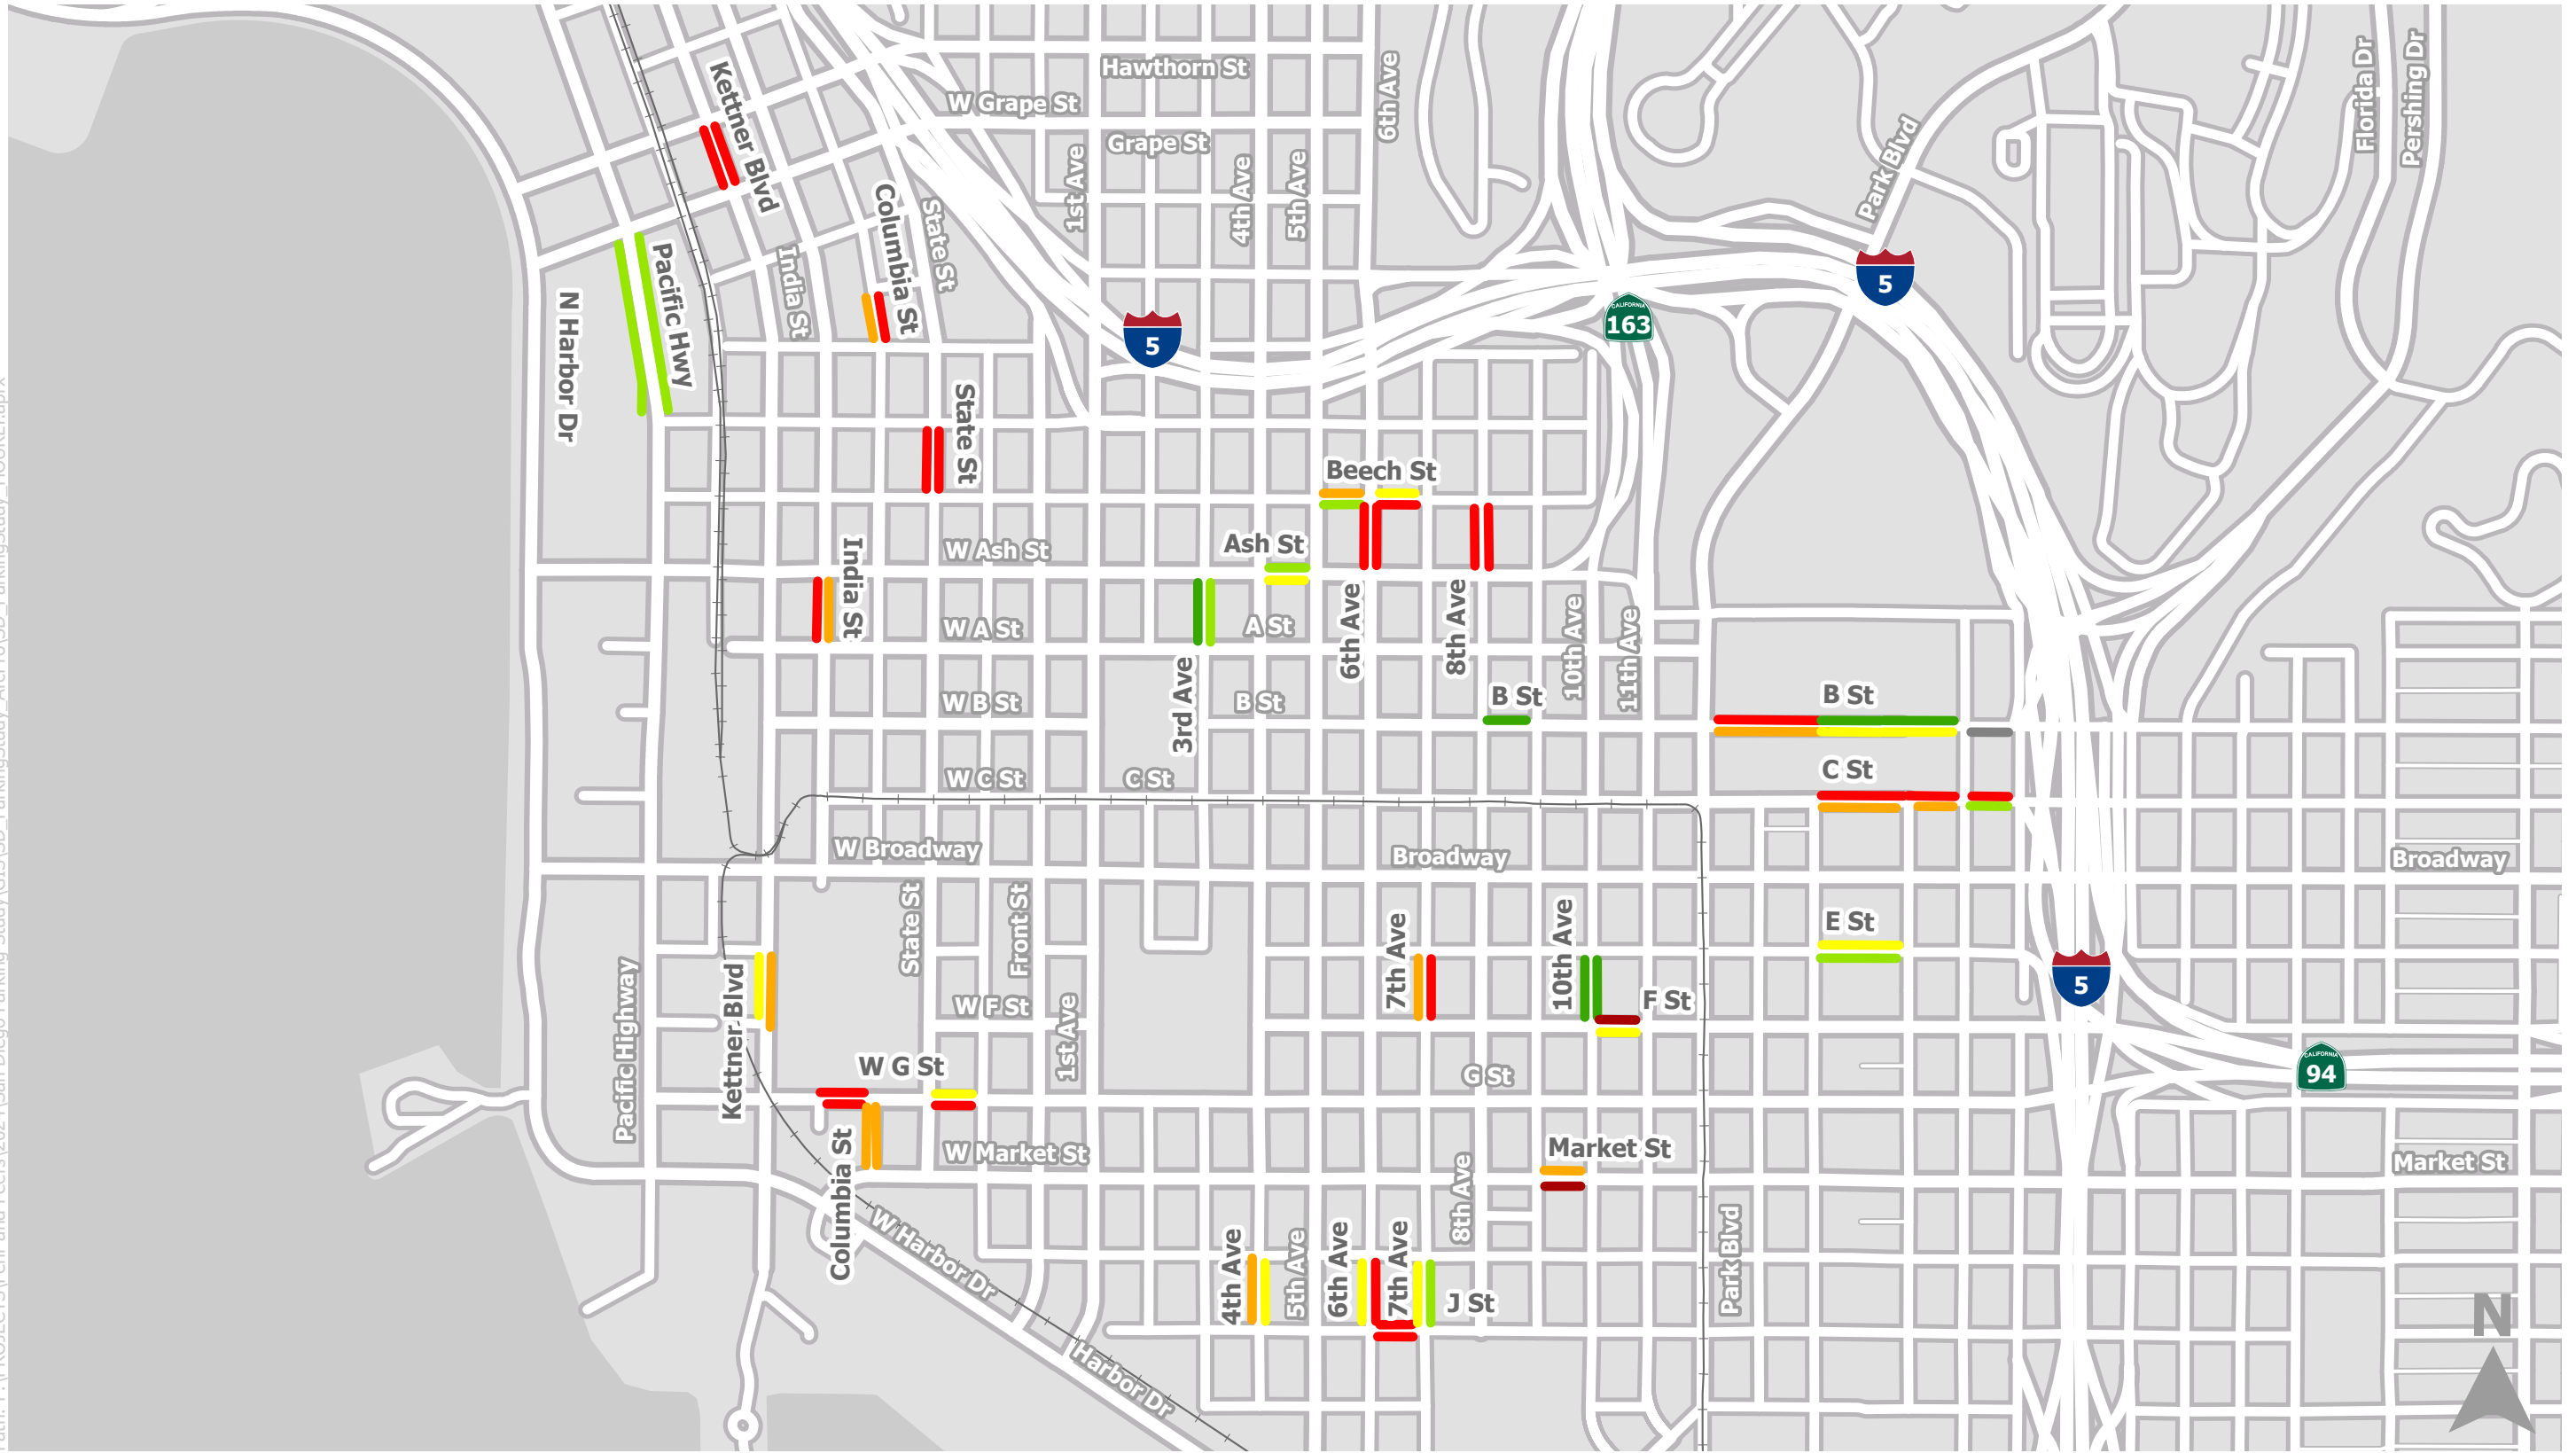 Hawthorn St
W Grape St
Grape St
Kettner Blvd
6th Ave
Florida Dr
Pershing Dr
1st Ave
4th Ave
5th Ave
Park Blvd
Columbia St
State St
Pacific Hwy
India St
N Harbor Dr
5
CALIFORNIA
163
5
State St
Beech St
W Ash St
Ash St
India St
W A St
A St
6th Ave
8th Ave
10th Ave
11th Ave
3rd Ave
W B St
B St
B St
B St
W C St
C St
C St
W Broadway
Broadway
Broadway
State St
Front St
7th Ave
10th Ave
E St
F St
5
Pacific Highway
Kettner Blvd
W F St
1st Ave
W G St
G St
CALIFORNIA
94
Columbia St
W Market St
Market St
Market St
8th Ave
W Harbor Dr
4th Ave
5th Ave
6th Ave
7th Ave
J St
Park Blvd
Harbor Dr
N